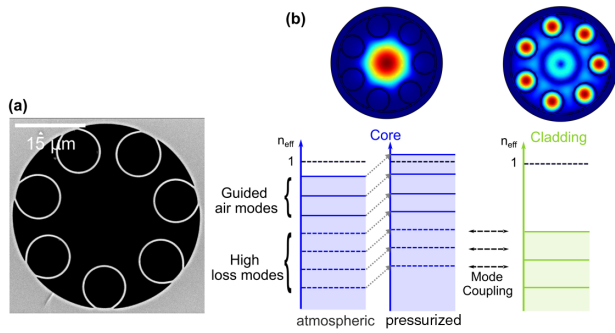 (a)
15 μm
(b)
n_eff
Core
n_eff
Cladding
1
1
Guided
air modes
High
loss modes
Mode
Coupling
atmospheric
pressurized